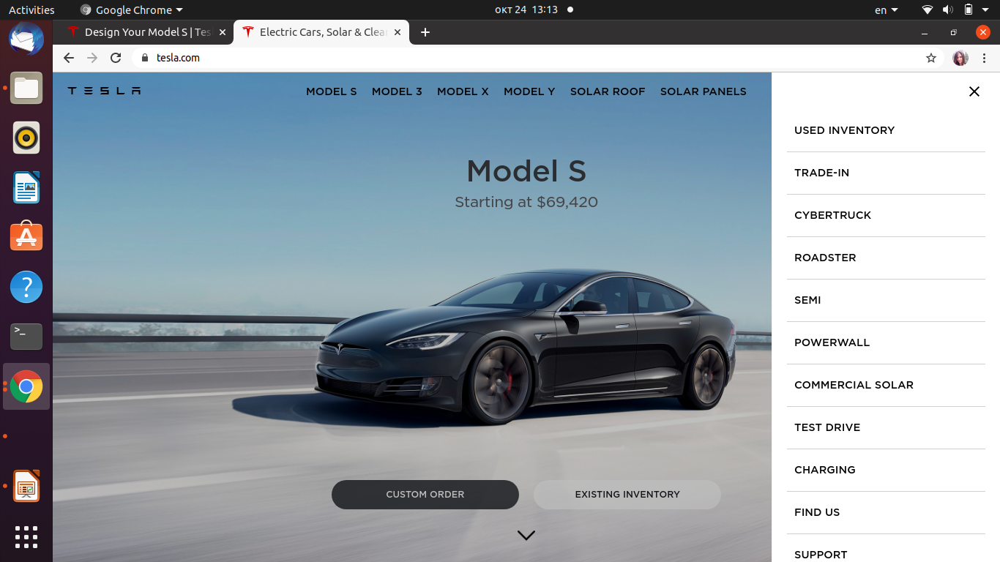 Activities
Google Chrome
окт 24 13:13
en
Design Your Model S | Tes
Electric Cars, Solar & Clea
tesla.com
TESLA
MODEL S
MODEL 3
MODEL X
MODEL Y
SOLAR ROOF
SOLAR PANELS
Model S
Starting at $69,420
CUSTOM ORDER
EXISTING INVENTORY
USED INVENTORY
TRADE-IN
CYBERTRUCK
ROADSTER
SEMI
POWERWALL
COMMERCIAL SOLAR
TEST DRIVE
CHARGING
FIND US
SUPPORT